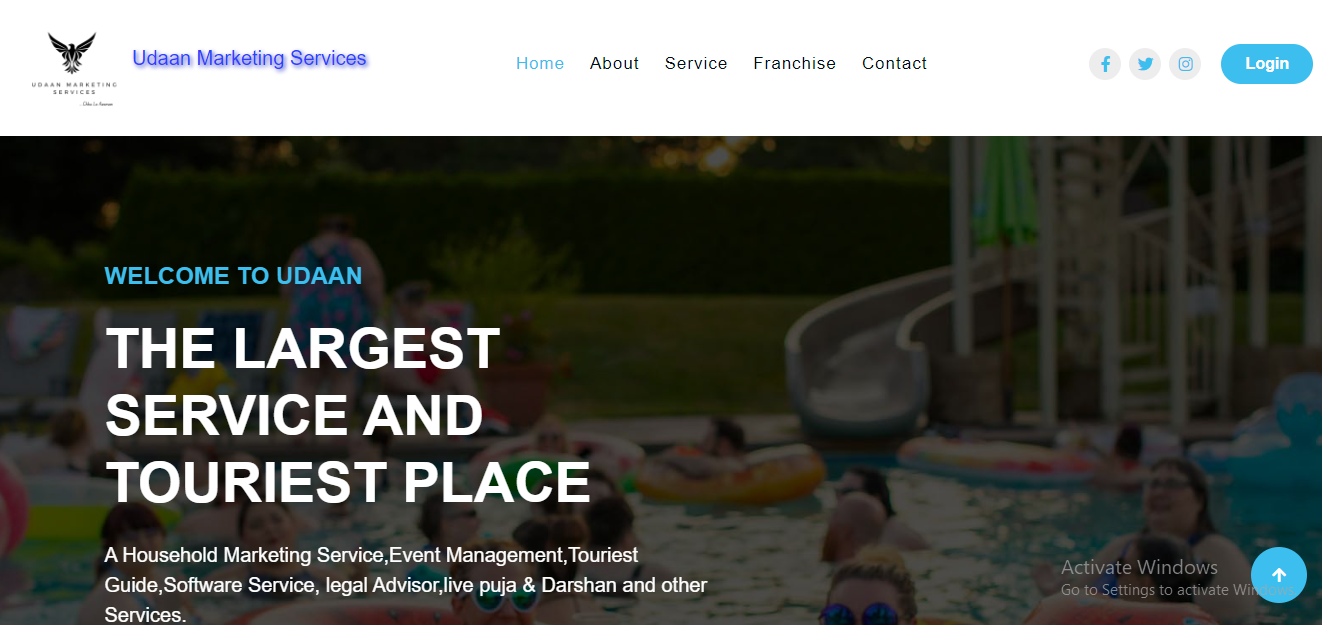 UDAAN MARKETING
SERVICES
Udaan Marketing Services
Home About Service Franchise Contact
Login
WELCOME TO UDAAN
THE LARGEST
SERVICE AND
TOURIEST PLACE
A Household Marketing Service,Event Management,Touriest
Guide,Software Service, legal Advisor,live puja & Darshan and other
Services.
Activate Windows
Go to Settings to activate Windows.